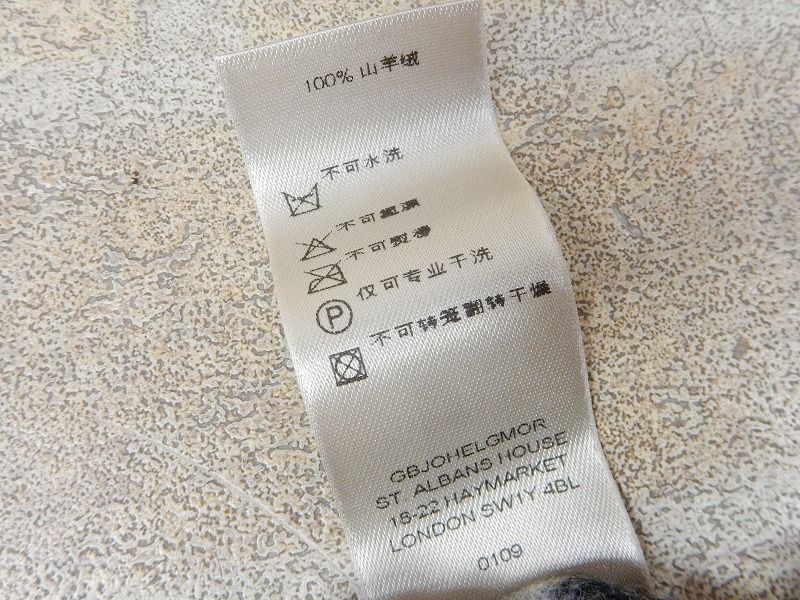 100% 山羊绒
不可水洗
不可氯漂
不可熨烫
P 仅可专业干洗
不可转笼翻转干燥
GBJOHELGMOR
ST ALBANS HOUSE
18-22 HAYMARKET
LONDON SW1Y 4BL
0109